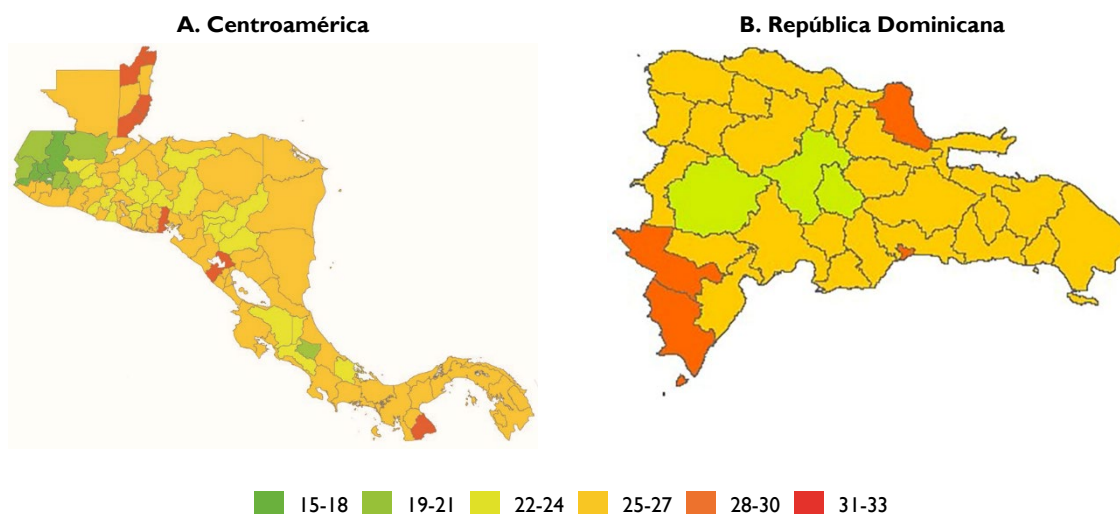 A. Centroamérica
B. República Dominicana
15-18 19-21 22-24 25-27 28-30 31-33